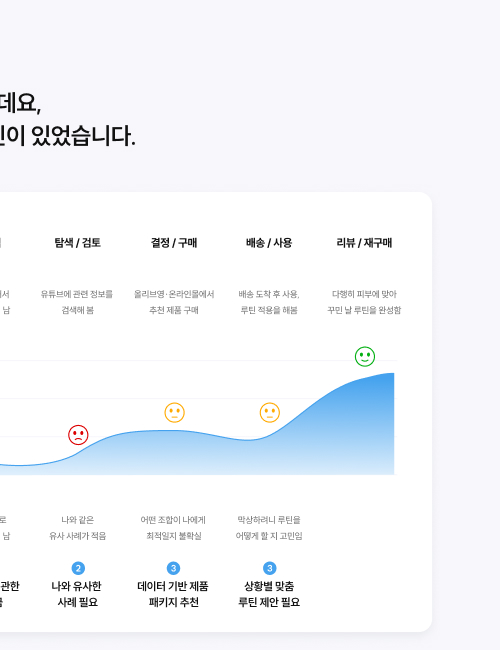 데요,
이 있었습니다.
탐색 / 검토
결정 / 구매
배송 / 사용
리뷰 / 재구매
서
남
유튜브에 관련 정보를
검색해 봄
올리브영·온라인몰에서
추천 제품 구매
배송 도착 후 사용,
루틴 적용을 해봄
다행히 피부에 맞아
꾸민 날 루틴을 완성함
로
남
나와 같은
유사 사례가 적음
어떤 조합이 나에게
최적일지 불확실
막상하려니 루틴을
어떻게 할 지 고민임
관한
2
나와 유사한
사례 필요
3
데이터 기반 제품
패키지 추천
3
상황별 맞춤
루틴 제안 필요